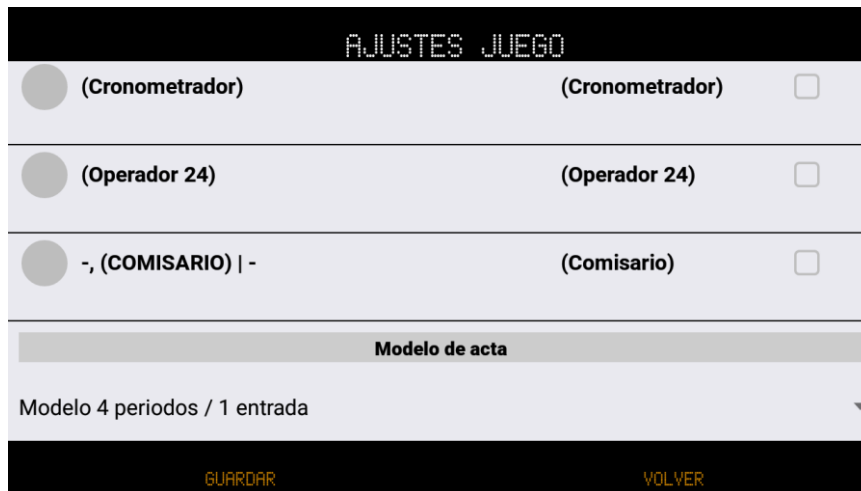 AJUSTES JUEGO
(Cronometrador) (Cronometrador)
(Operador 24) (Operador 24)
-, (COMISARIO) | - (Comisario)
Modelo de acta
Modelo 4 periodos / 1 entrada
GUARDAR VOLVER